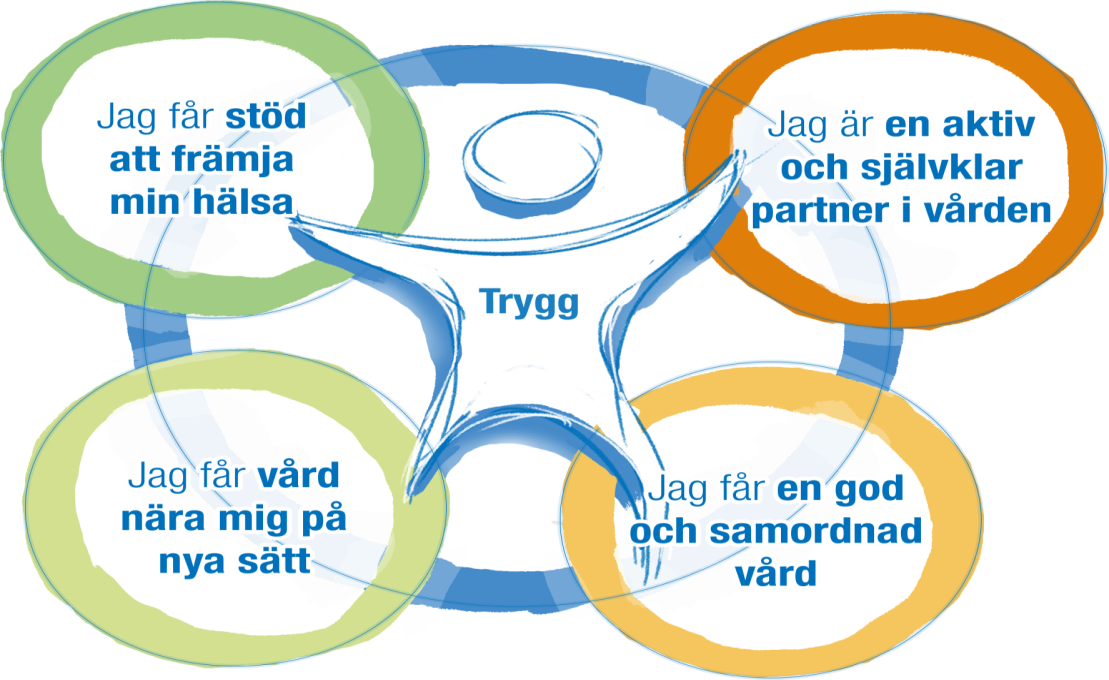 Jag får stöd
att främja
min hälsa
Jag är en aktiv
och självklar
partner i vården
Trygg
Jag får vård
nära mig på
nya sätt
Jag får en god
och samordnad
vård